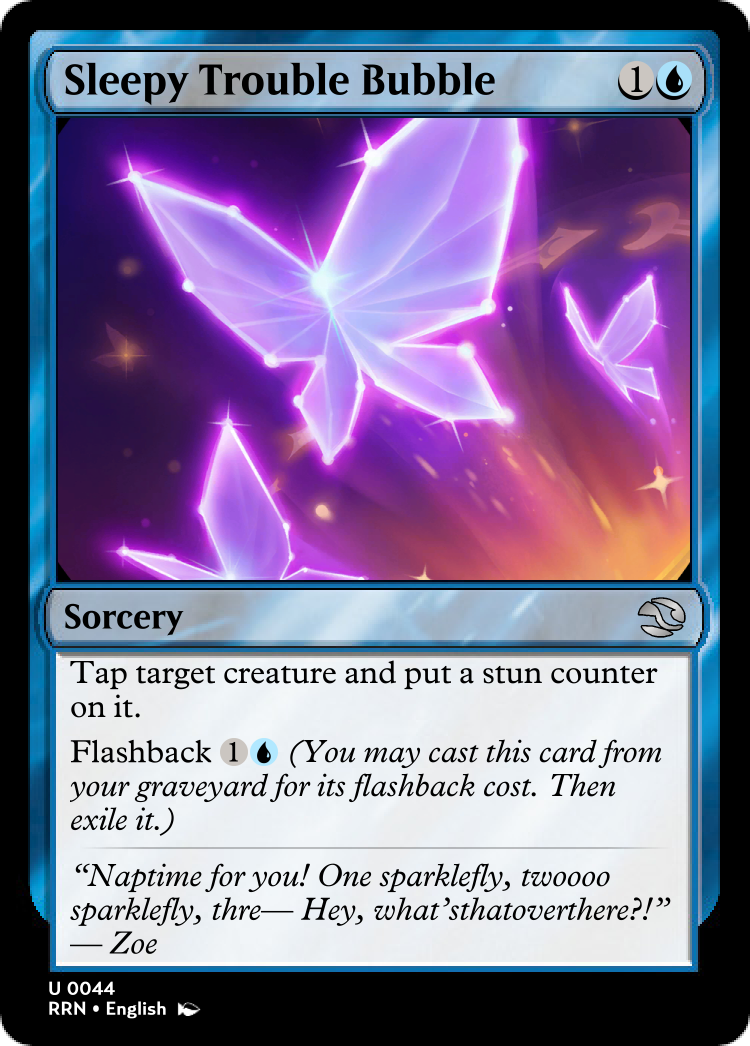 Sleepy Trouble Bubble 1
Sorcery
Tap target creature and put a stun counter
on it.
Flashback 1 (You may cast this card from
your graveyard for its flashback cost. Then
exile it.)
“Naptime for you! One sparklefly, twoooo
sparklefly, thre— Hey, what’sthatoverthere?!”
— Zoe
U 0044
RRN • English